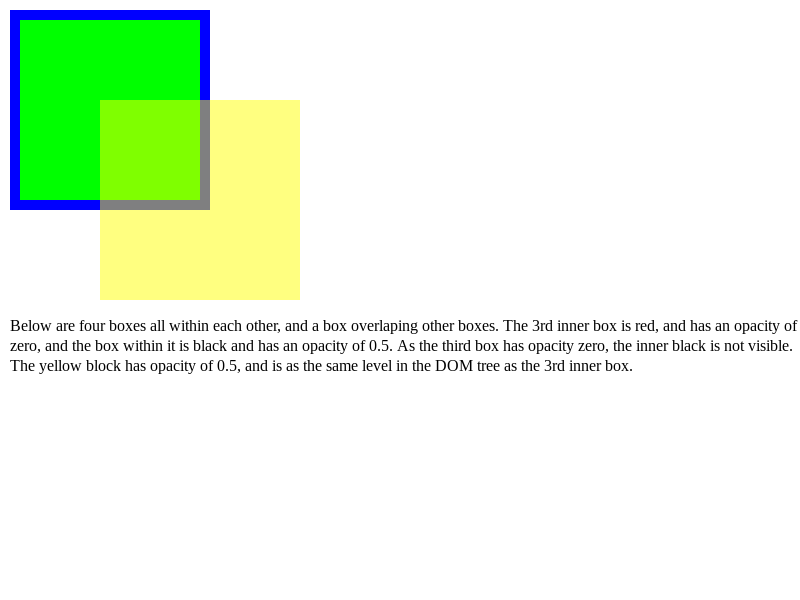 Below are four boxes all within each other, and a box overlaping other boxes. The 3rd inner box is red, and has an opacity of
zero, and the box within it is black and has an opacity of 0.5. As the third box has opacity zero, the inner black is not visible.
The yellow block has opacity of 0.5, and is as the same level in the DOM tree as the 3rd inner box.